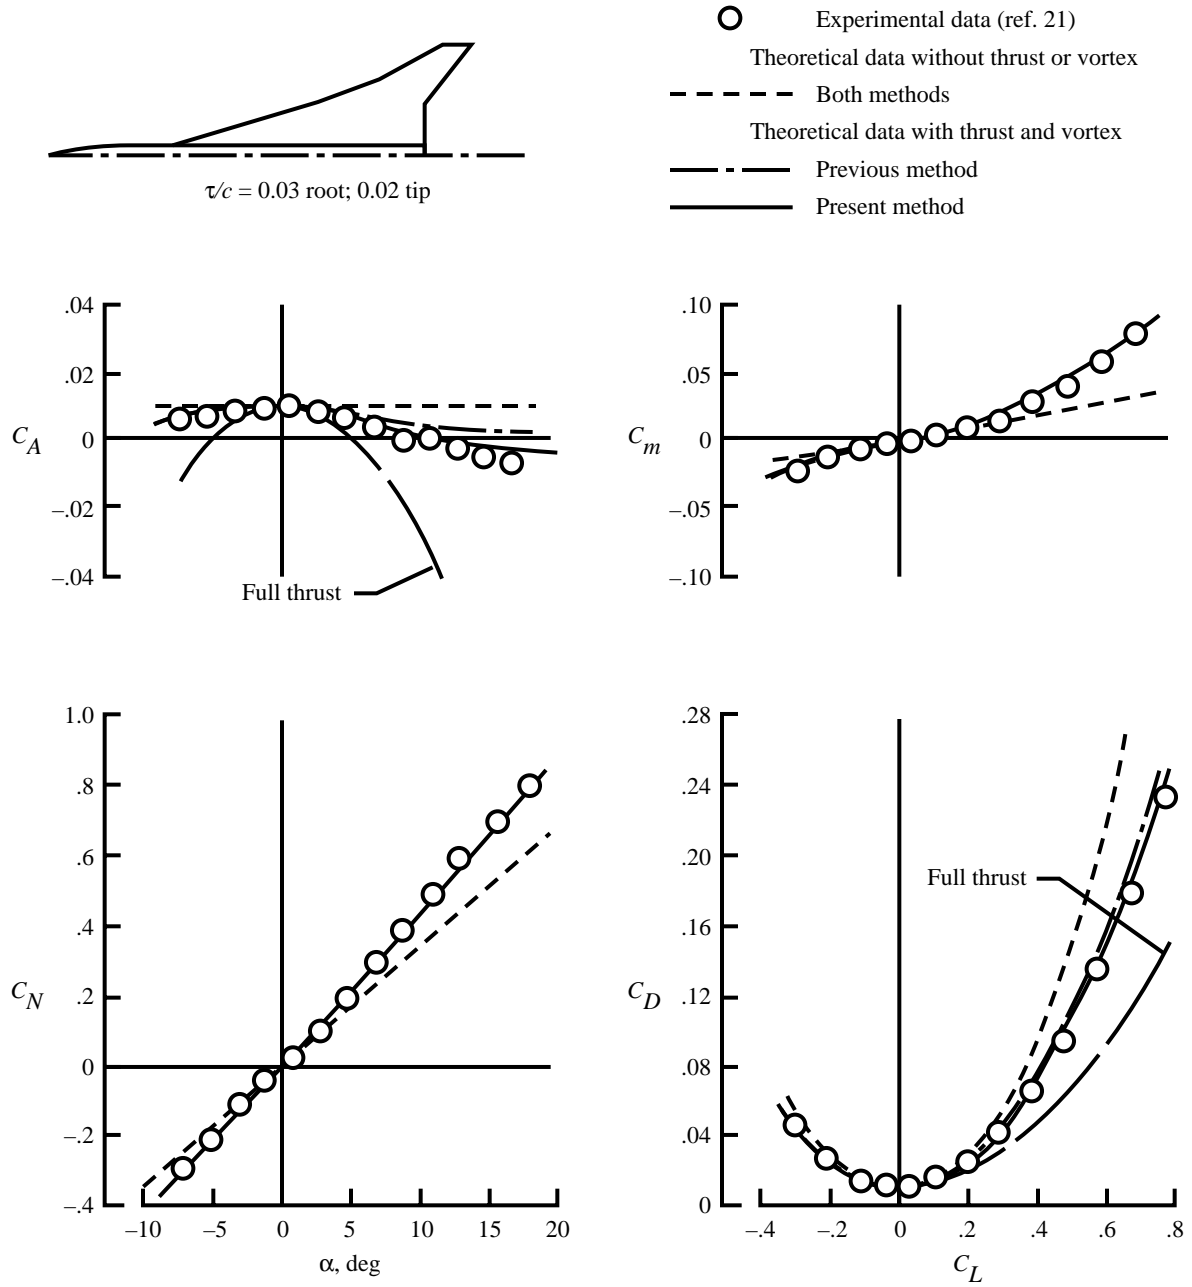 Experimental data (ref. 21)
Theoretical data without thrust or vortex
Both methods
Theoretical data with thrust and vortex
Previous method
Present method
τ/c = 0.03 root; 0.02 tip
.04
.02
0
–.02
–.04
C_A
Full thrust
.10
.05
0
–.05
–.10
C_m
1.0
.8
.6
.4
.2
0
–.2
–.4
C_N
–10
–5
0
5
10
15
20
α, deg
.28
.24
.20
.16
.12
.08
.04
0
C_D
Full thrust
–.4
–.2
0
.2
.4
.6
.8
C_L